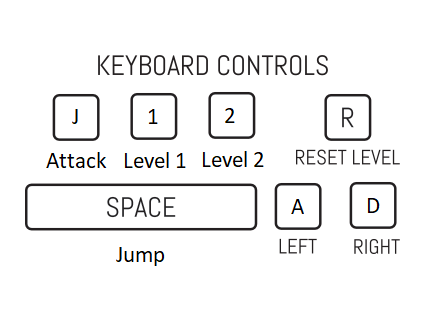 KEYBOARD CONTROLS
J 1 2 R
Attack Level 1 Level 2 RESET LEVEL
SPACE A D
Jump LEFT RIGHT